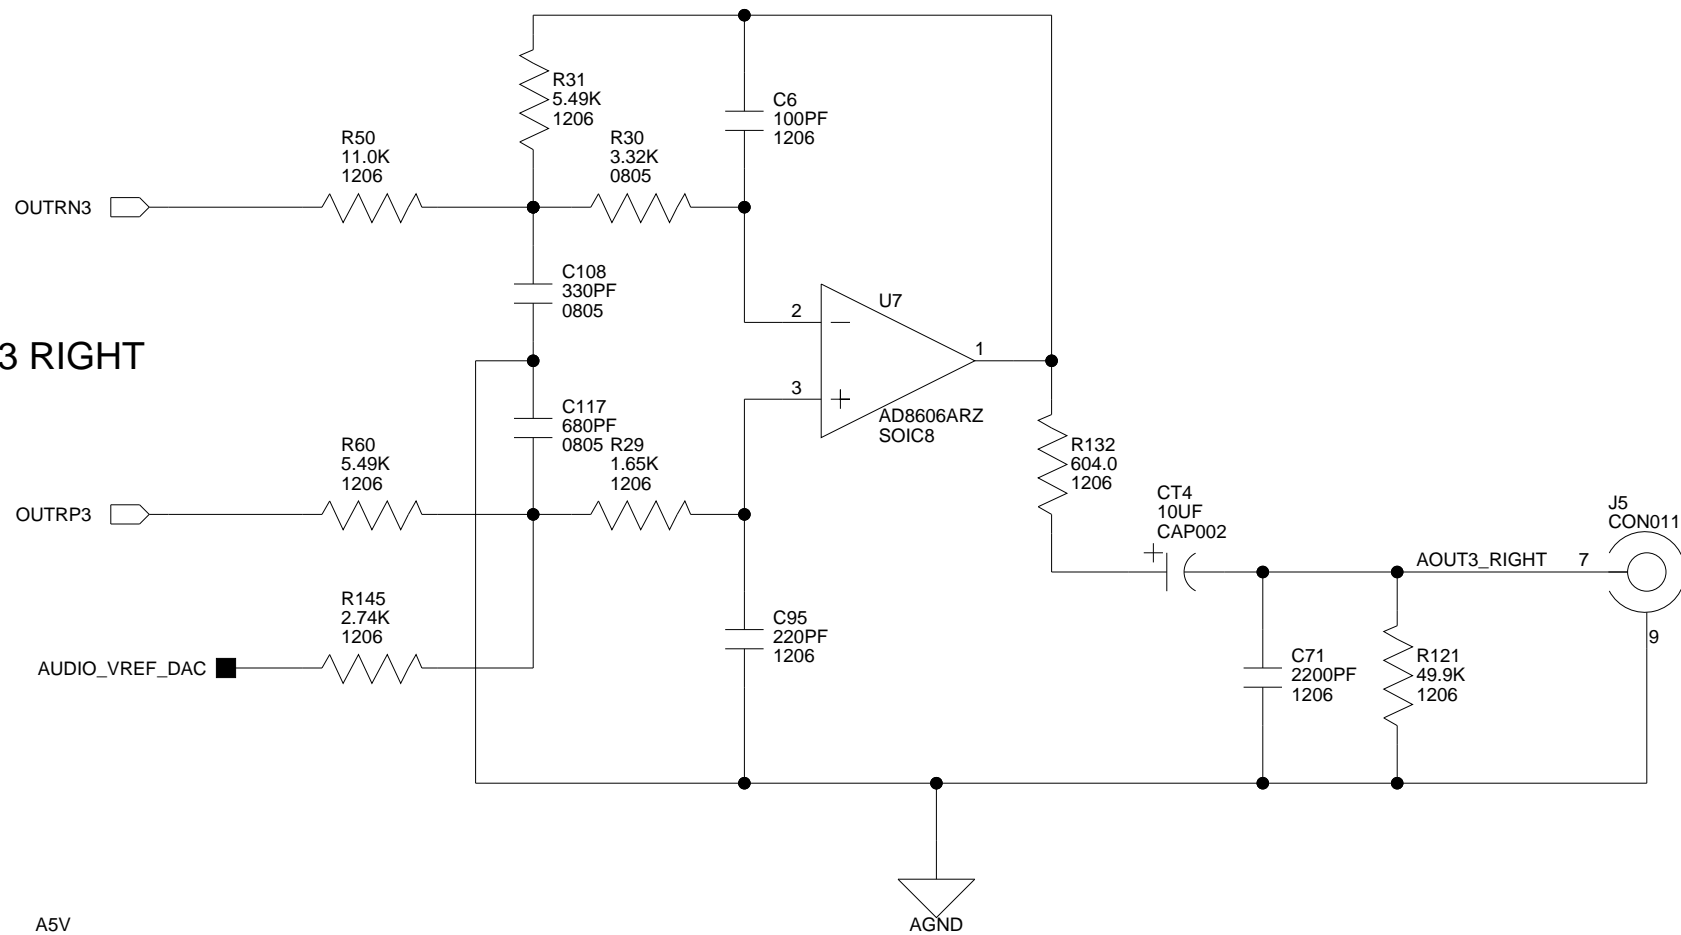 R31
5.49K
1206
C6
100PF
1206
R50
11.0K
1206
R30
3.32K
0805
OUTRN3
C108
330PF
0805
2
U7
3 RIGHT
1
3
C117
680PF
0805
AD8606ARZ
SOIC8
R60
5.49K
1206
R29
1.65K
1206
R132
604.0
1206
OUTRP3
CT4
10UF
CAP002
+
J5
CON011
AOUT3_RIGHT 7
R145
2.74K
1206
C95
220PF
1206
9
AUDIO_VREF_DAC
C71
2200PF
1206
R121
49.9K
1206
A5V
AGND